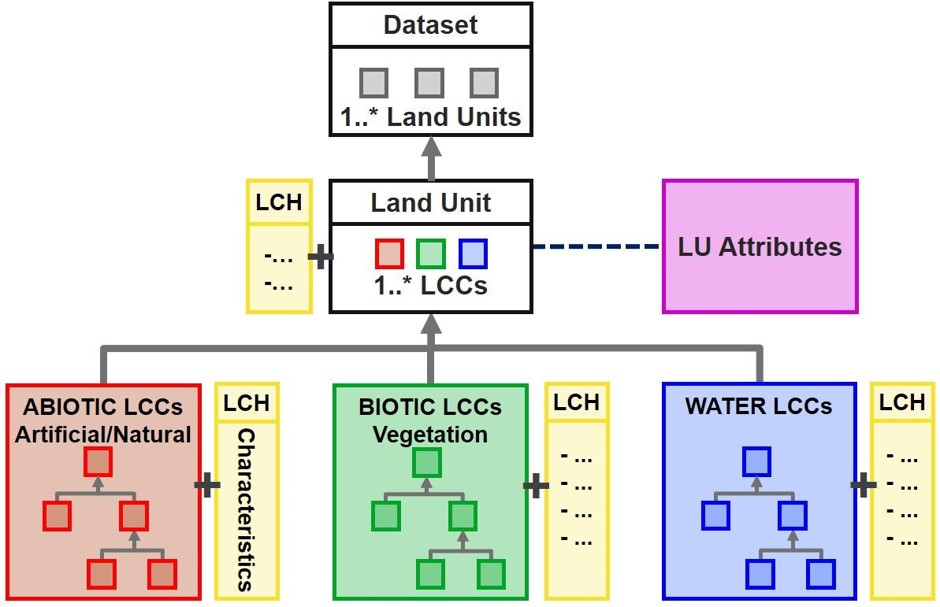 Dataset
1..* Land Units
LCH
-...
-...
Land Unit
1..* LCCs
LU Attributes
ABIOTIC LCCs
Artificial/Natural
LCH
Characteristics
BIOTIC LCCs
Vegetation
LCH
- ...
- ...
- ...
- ...
WATER LCCs
LCH
- ...
- ...
- ...
- ...